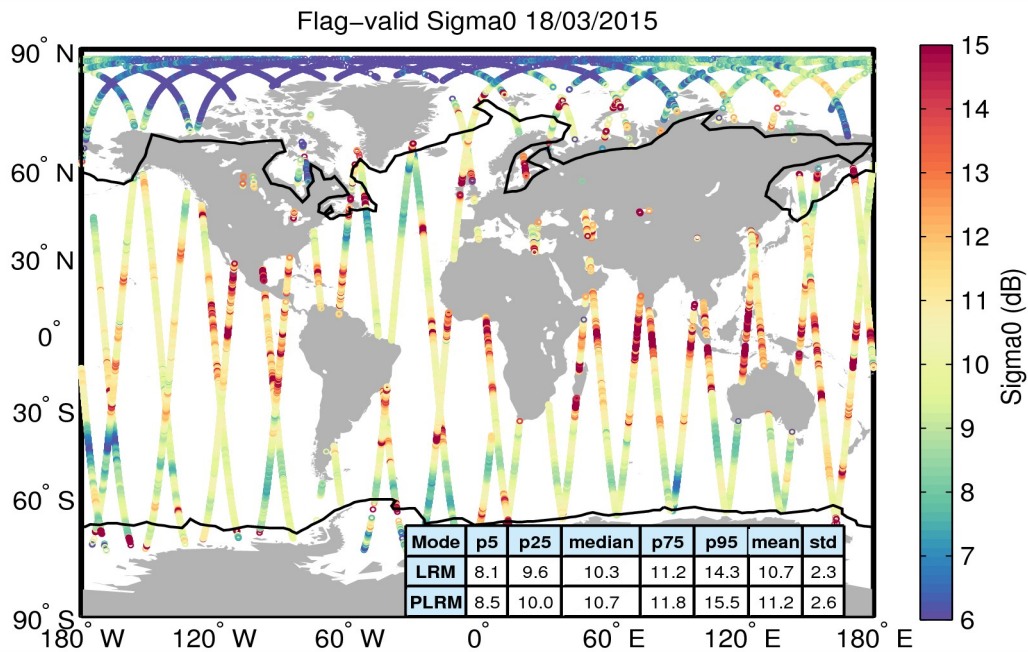 Flag−valid Sigma0 18/03/2015
90° N
60° N
30° N
0°
30° S
60° S
90° S
180° W
120° W
60° W
0°
60° E
120° E
180° E
15
14
13
12
11
10
9
8
7
6
Sigma0 (dB)
Mode p5 p25 median p75 p95 mean std
LRM 8.1 9.6 10.3 11.2 14.3 10.7 2.3
PLRM 8.5 10.0 10.7 11.8 15.5 11.2 2.6